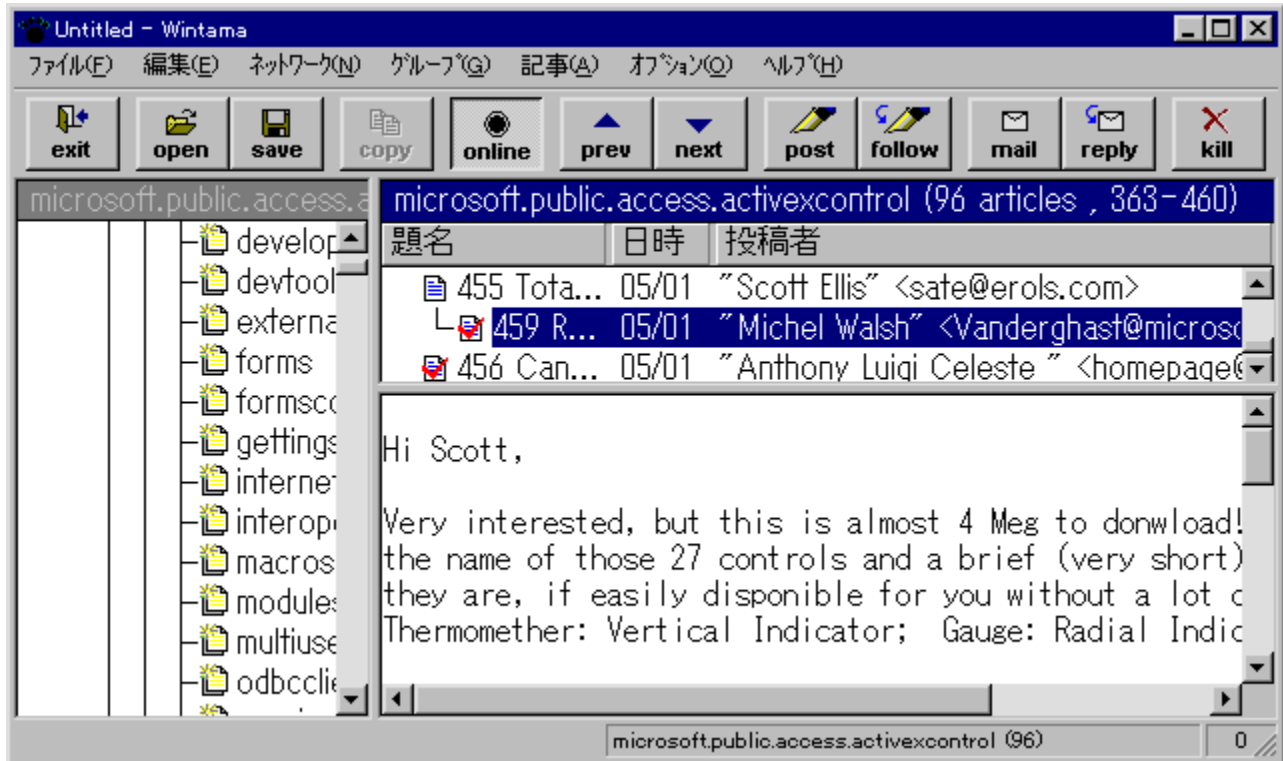 Untitled - Wintama
ファイル(F) 編集(E) ネットワーク(N) グループ(G) 記事(A) オプション(O) ヘルプ(H)
exit open save copy online prev next post follow mail reply kill
microsoft.public.access.a
develop
devtool
externa
forms
formsco
gettings
internet
interope
macros
modules
multiuse
odbcclie
microsoft.public.access.activexcontrol (96 articles , 363-460)
題名 日時 投稿者
455 Tota... 05/01 "Scott Ellis" <sate@erols.com>
459 R... 05/01 "Michel Walsh" <Vanderghast@microso
456 Can... 05/01 "Anthony Luigi Celeste " <homepage@
Hi Scott,
Very interested, but this is almost 4 Meg to donwload!
the name of those 27 controls and a brief (very short)
they are, if easily disponible for you without a lot o
Thermomether: Vertical Indicator; Gauge: Radial Indic
microsoft.public.access.activexcontrol (96) 0